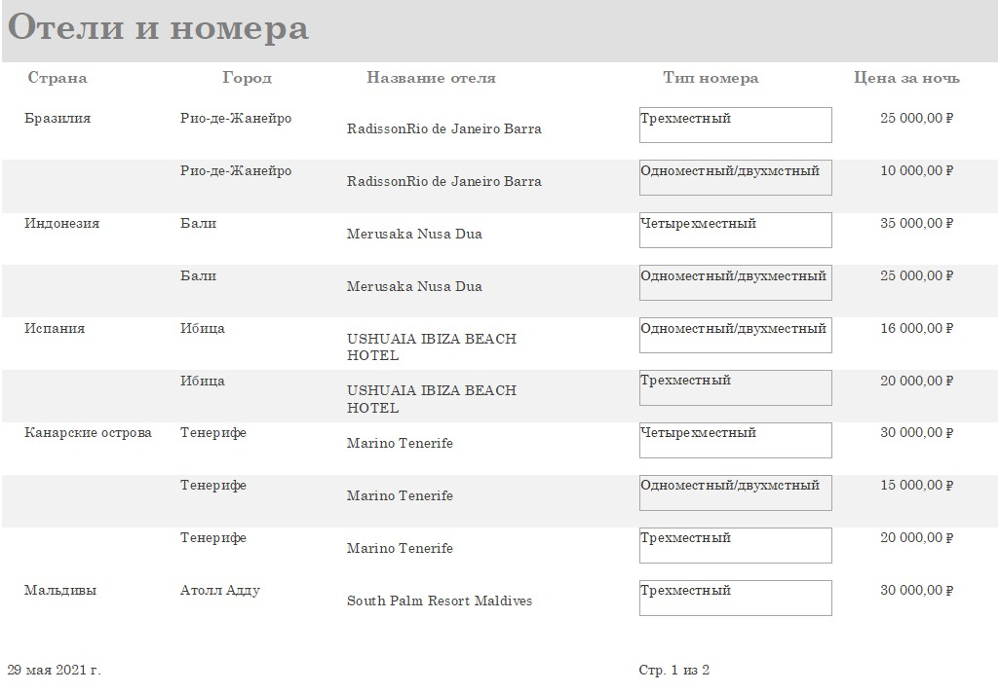 Отели и номера
Страна Город Название отеля Тип номера Цена за ночь
Бразилия Рио-де-Жанейро RadissonRio de Janeiro Barra Трехместный 25 000,00 ₽
Рио-де-Жанейро RadissonRio de Janeiro Barra Одноместный/двухмстный 10 000,00 ₽
Индонезия Бали Merusaka Nusa Dua Четырехместный 35 000,00 ₽
Бали Merusaka Nusa Dua Одноместный/двухместный 25 000,00 ₽
Испания Ибица USHUAIA IBIZA BEACH Одноместный/двухместный 16 000,00 ₽
HOTEL
Ибица USHUAIA IBIZA BEACH Трехместный 20 000,00 ₽
HOTEL
Канарские острова Тенерифе Marino Tenerife Четырехместный 30 000,00 ₽
Тенерифе Marino Tenerife Одноместный/двухмстный 15 000,00 ₽
Тенерифе Marino Tenerife Трехместный 20 000,00 ₽
Мальдивы Атолл Адду South Palm Resort Maldives Трехместный 30 000,00 ₽
29 мая 2021 г. Стр. 1 из 2